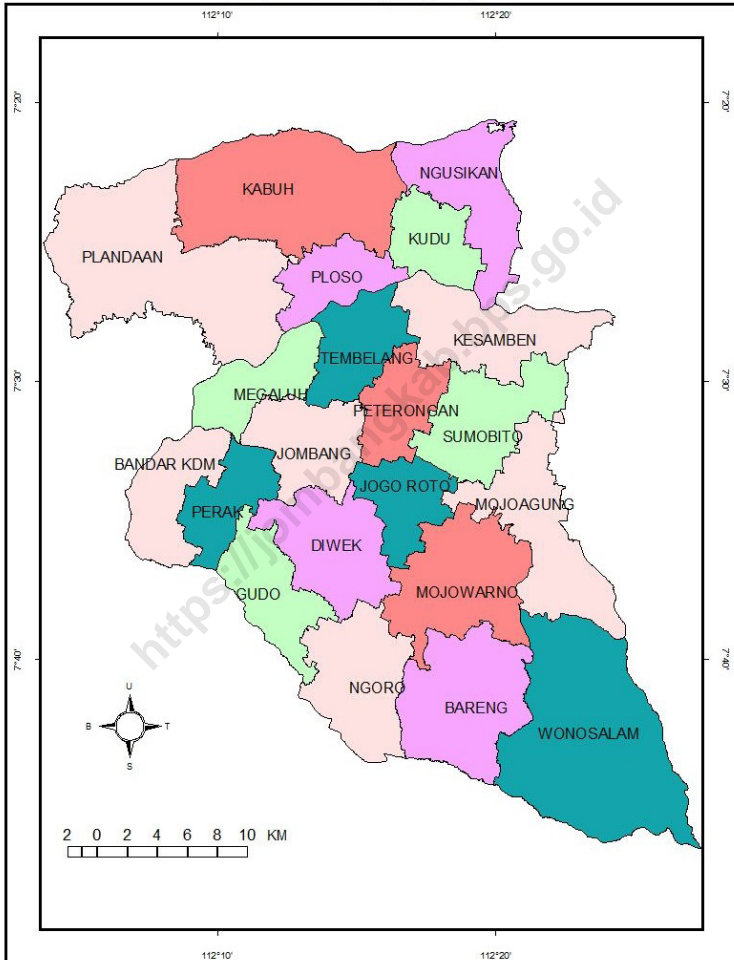 112°10' 112°20'
7°20' 7°20'
NGUSIKAN
KABUH
KUDU
PLANDAAN
PLOSO
KESAMBEN
TEMBELANG
7°30' 7°30'
MEGALUH
PETERONGAN
SUMOBITO
JOMBANG
BANDAR KDM
JOGO ROTO
MOJOAGUNG
PERAK
DIWEK
GUDO
MOJOWARNO
7°40' 7°40'
NGORO
BARENG
WONOSALAM
U
B T
S
2 0 2 4 6 8 10 KM
112°10' 112°20'
https://jombangkab.bps.go.id